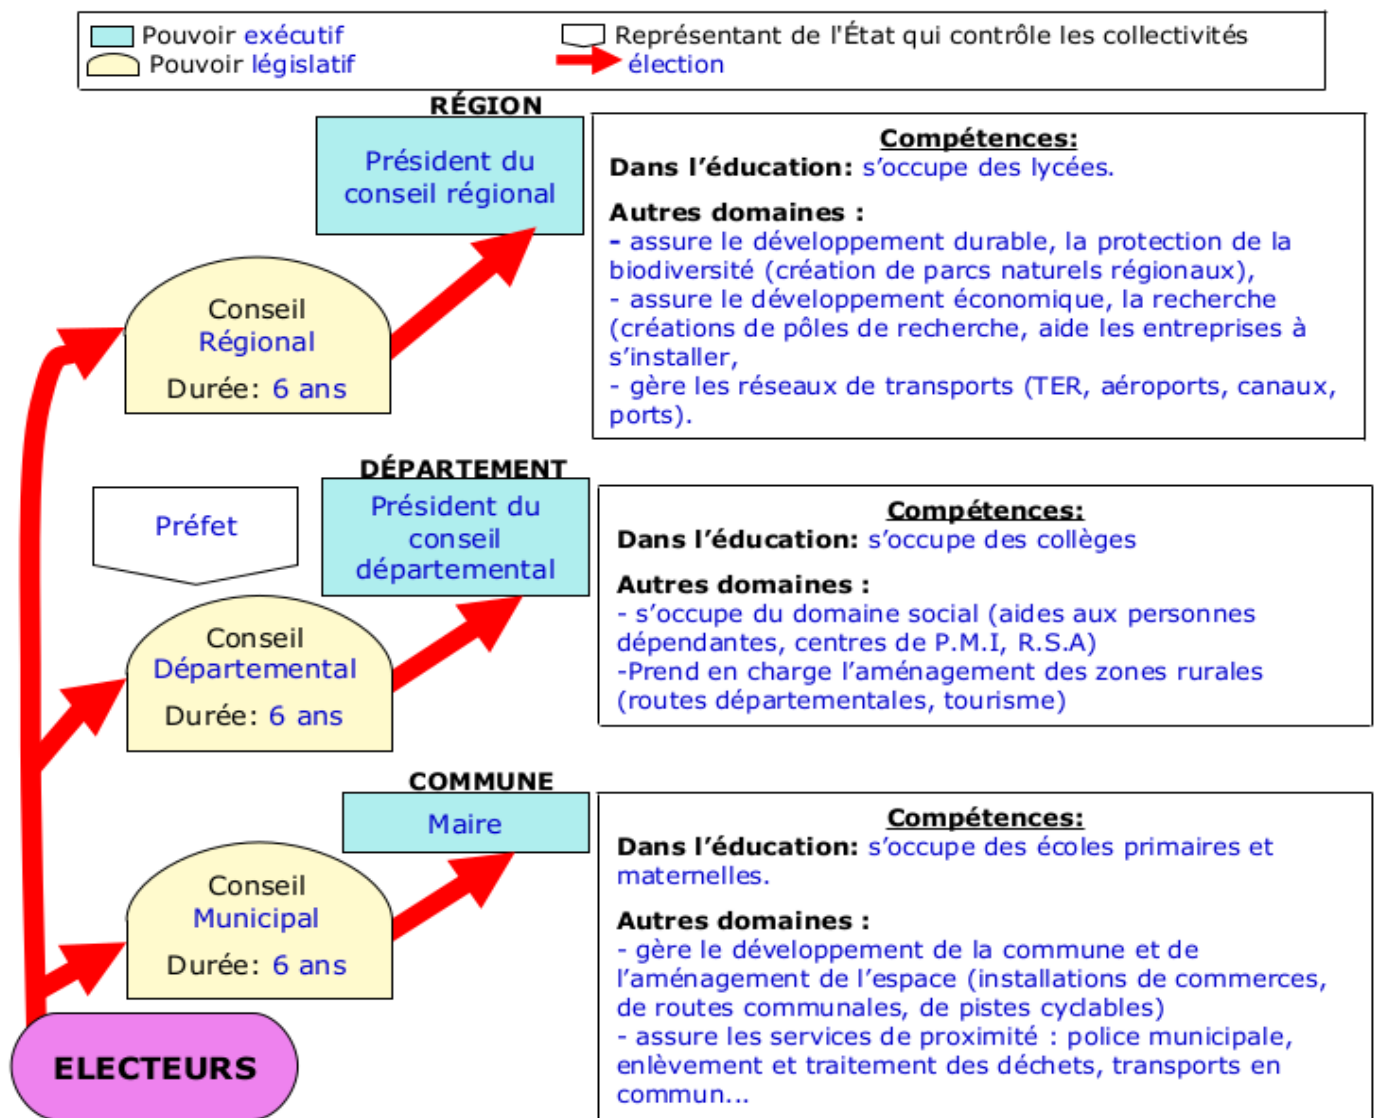 Pouvoir exécutif
Représentant de l'État qui contrôle les collectivités
Pouvoir législatif
élection
RÉGION
Président du
conseil régional
Compétences:
Dans l’éducation: s’occupe des lycées.
Autres domaines :
- assure le développement durable, la protection de la
biodiversité (création de parcs naturels régionaux),
- assure le développement économique, la recherche
(créations de pôles de recherche, aide les entreprises à
s’installer,
- gère les réseaux de transports (TER, aéroports, canaux,
ports).
Conseil
Régional
Durée: 6 ans
DÉPARTEMENT
Préfet
Président du
conseil
départemental
Compétences:
Dans l’éducation: s’occupe des collèges
Autres domaines :
- s’occupe du domaine social (aides aux personnes
dépendantes, centres de P.M.I, R.S.A)
-Prend en charge l’aménagement des zones rurales
(routes départementales, tourisme)
Conseil
Départemental
Durée: 6 ans
COMMUNE
Maire
Compétences:
Dans l’éducation: s’occupe des écoles primaires et
maternelles.
Autres domaines :
- gère le développement de la commune et de
l’aménagement de l’espace (installations de commerces,
de routes communales, de pistes cyclables)
- assure les services de proximité : police municipale,
enlèvement et traitement des déchets, transports en
commun...
Conseil
Municipal
Durée: 6 ans
ELECTEURS